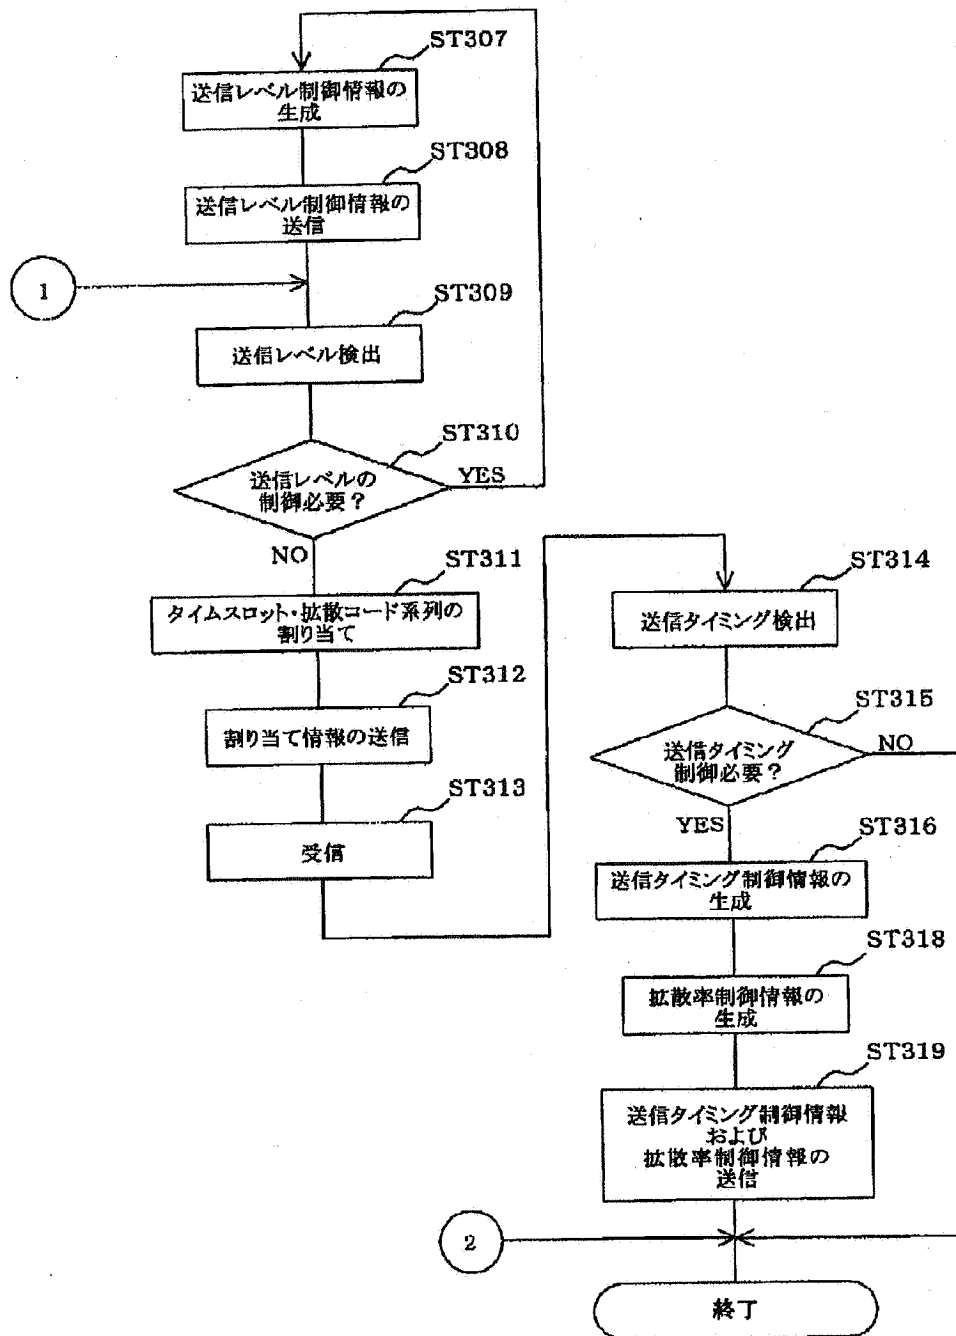 ST307
送信レベル制御情報の
生成
ST308
送信レベル制御情報の
送信
1
ST309
送信レベル検出
ST310
送信レベルの
制御必要？
YES
NO
ST311
タイムスロット・拡散コード系列の
割り当て
ST312
割り当て情報の送信
ST313
受信
ST314
送信タイミング検出
ST315
送信タイミング
制御必要？
NO
YES
ST316
送信タイミング制御情報の
生成
ST318
拡散率制御情報の
生成
ST319
送信タイミング制御情報
および
拡散率制御情報の
送信
2
終了